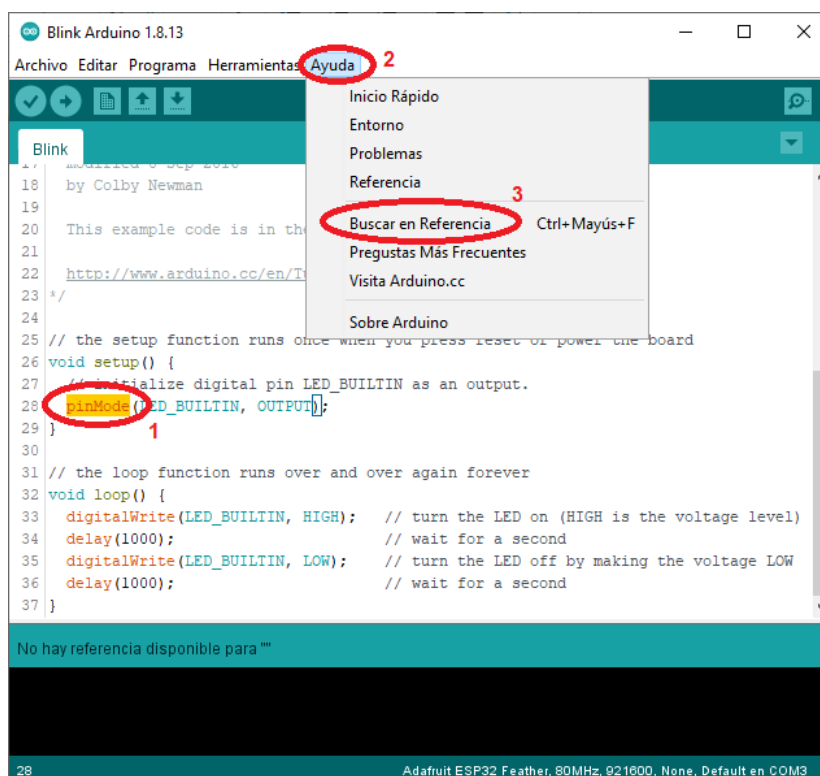 Blink Arduino 1.8.13
Archivo Editar Programa Herramientas Ayuda 2
Inicio Rápido
Entorno
Problemas
Referencia
3
Buscar en Referencia Ctrl+Mayús+F
Pregustas Más Frecuentes
Visita Arduino.cc
Sobre Arduino
Blink
17 modified 8 Sep 2016
18 by Colby Newman
19
20 This example code is in the
21
22 http://www.arduino.cc/en/Tu
23 */
24
25 // the setup function runs once when you press reset or power the board
26 void setup() {
27 // initialize digital pin LED_BUILTIN as an output.
28 pinMode(LED_BUILTIN, OUTPUT);
29 } 1
30
31 // the loop function runs over and over again forever
32 void loop() {
33 digitalWrite(LED_BUILTIN, HIGH); // turn the LED on (HIGH is the voltage level)
34 delay(1000); // wait for a second
35 digitalWrite(LED_BUILTIN, LOW); // turn the LED off by making the voltage LOW
36 delay(1000); // wait for a second
37 }
No hay referencia disponible para ""
28 Adafruit ESP32 Feather, 80MHz, 921600, None, Default en COM3